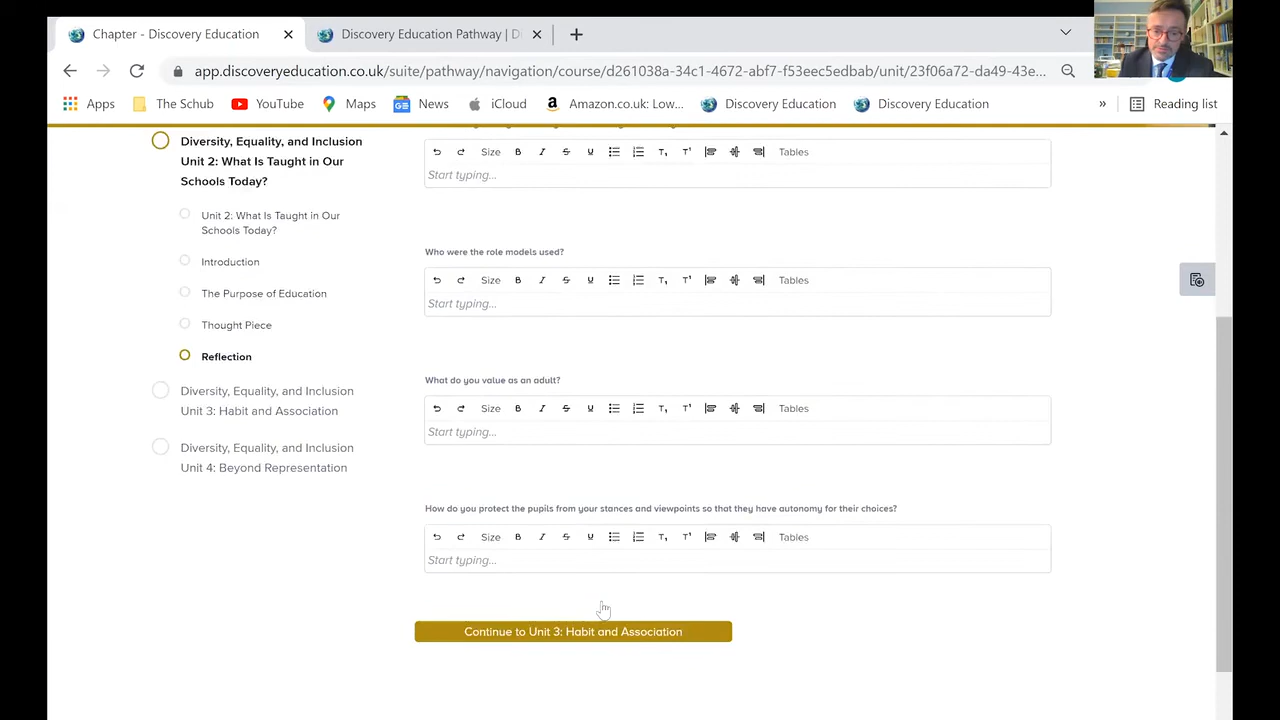 Chapter - Discovery Education
Discovery Education Pathway | D
app.discoveryeducation.co.uk/suite/pathway/navigation/course/d261038a-34c1-4672-abf7-f53eec5edbab/unit/23f06a12-da49-43e...
Apps The Schub YouTube Maps News iCloud Amazon.co.uk: Low... Discovery Education Discovery Education » Reading list
Diversity, Equality, and Inclusion
Unit 2: What Is Taught in Our
Schools Today?
Unit 2: What Is Taught in Our
Schools Today?
Introduction
The Purpose of Education
Thought Piece
Reflection
Diversity, Equality, and Inclusion
Unit 3: Habit and Association
Diversity, Equality, and Inclusion
Unit 4: Beyond Representation
Size B I S U T, T' Tables
Start typing...
Who were the role models used?
Size B I S U T, T' Tables
Start typing...
What do you value as an adult?
Size B I S U T, T' Tables
Start typing...
How do you protect the pupils from your stances and viewpoints so that they have autonomy for their choices?
Size B I S U T, T' Tables
Start typing...
Continue to Unit 3: Habit and Association